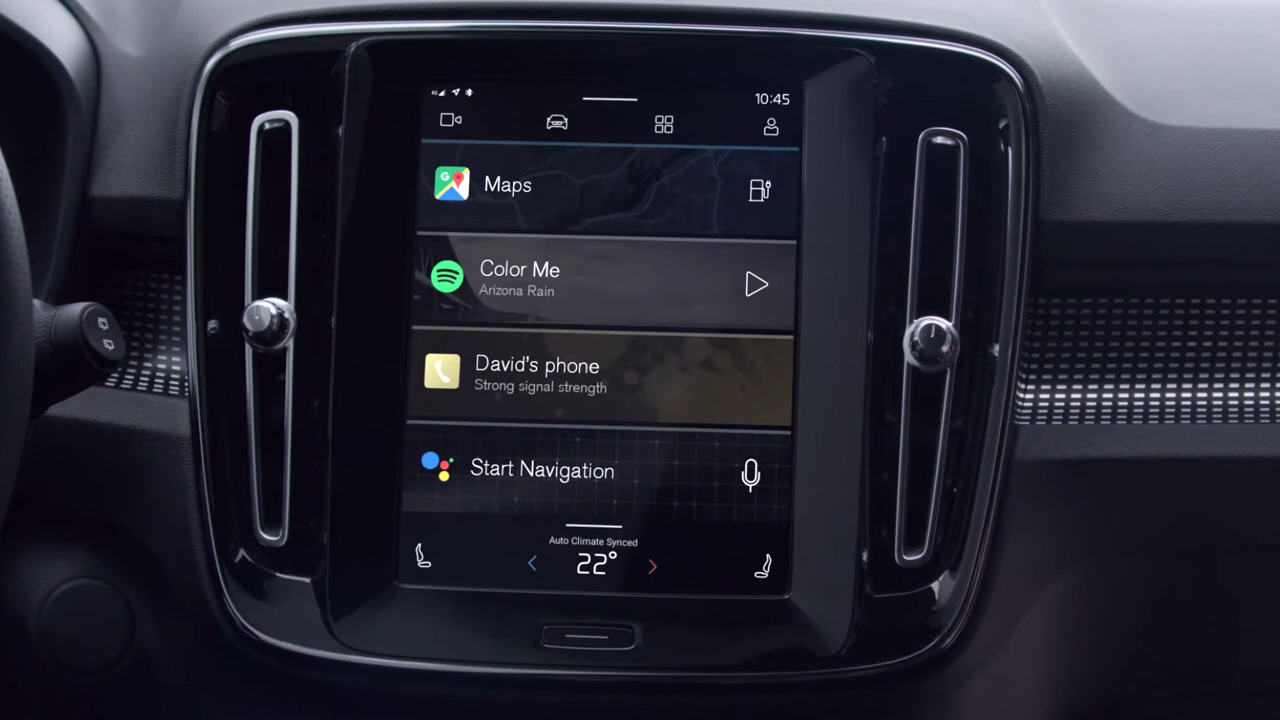 10:45
Maps
Color Me
Arizona Rain
David's phone
Strong signal strength
Start Navigation
Auto Climate Synced
22°